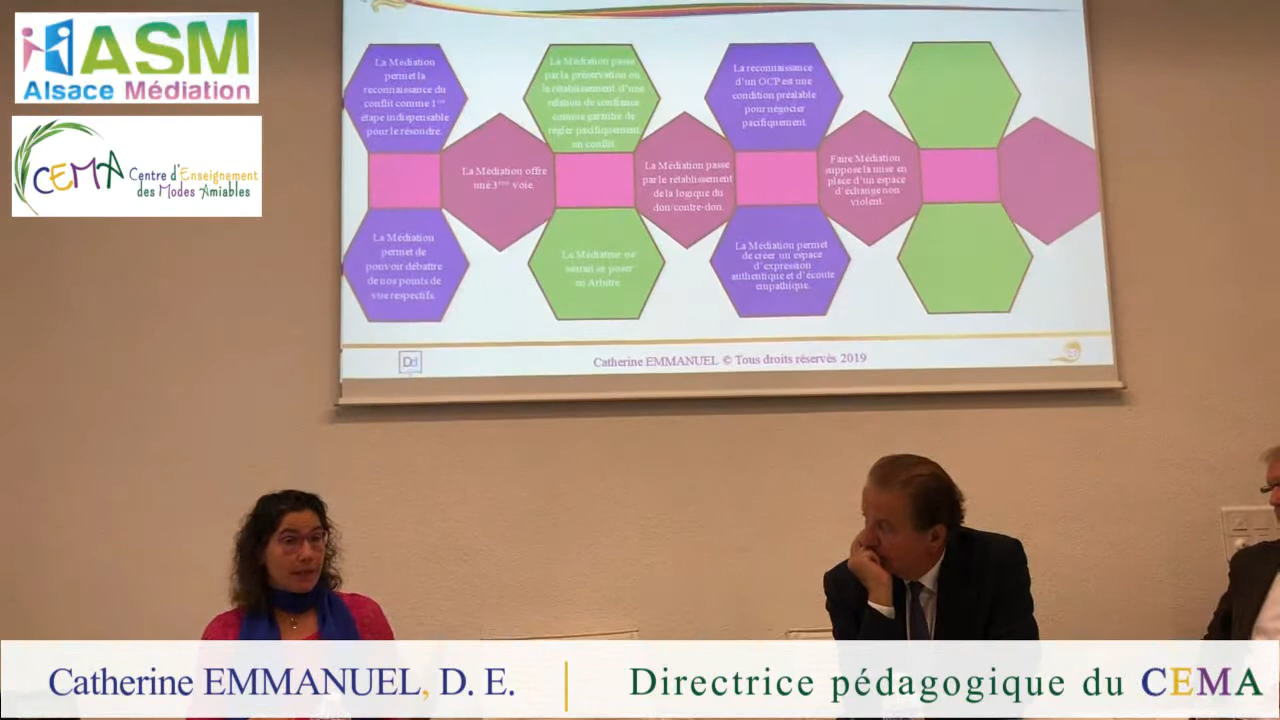 ASM
Alsace Médiation
CEMA Centre d'Enseignement
des Modes Amiables
La Médiation
permet la
reconnaissance du
conflit comme 1ère
étape indispensable
pour le résoudre.
La Médiation passe
par la préservation ou
le rétablissement d'une
relation de confiance
comme garantie de
régler pacifiquement
un conflit.
La reconnaissance
d'un OCP est une
condition préalable
pour négocier
pacifiquement.
La Médiation offre
une 3ème voie.
La Médiation passe
par le rétablissement
de la logique du
don/contre-don.
Faire Médiation
suppose la mise en
place d'un espace
d'échange non
violent.
La Médiation
permet de
pouvoir débattre
de nos points de
vue respectifs.
La Médiateur ne
saurait se poser
en Arbitre
La Médiation permet
de créer un espace
d'expression
authentique et d'écoute
empathique.
Catherine EMMANUEL © Tous droits réservés 2019
Catherine EMMANUEL, D. E.
Directrice pédagogique du CEMA